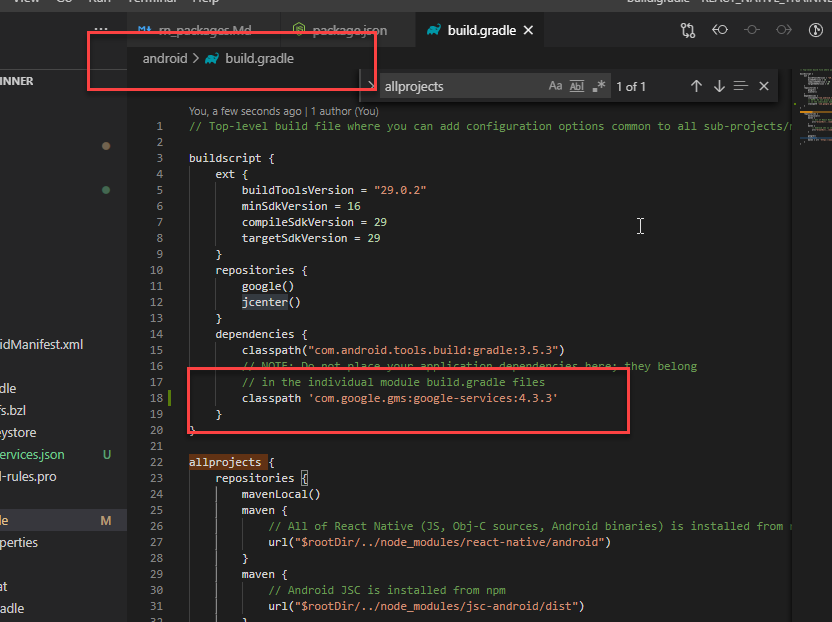 View Go Run Terminal Help
build.gradle - REACT_NATIVE_TRAINNER
... rn_packages.Md package.json build.gradle
android > build.gradle
INNER
allprojects Aa Abl .* 1 of 1
You, a few seconds ago | 1 author (You)
1 // Top-level build file where you can add configuration options common to all sub-projects/
2
3 buildscript {
4 ext {
5 buildToolsVersion = "29.0.2"
6 minSdkVersion = 16
7 compileSdkVersion = 29
8 targetSdkVersion = 29
9 }
10 repositories {
11 google()
12 jcenter()
13 }
14 dependencies {
15 classpath("com.android.tools.build:gradle:3.5.3")
16 // NOTE: Do not place your application dependencies here; they belong
17 // in the individual module build.gradle files
18 classpath 'com.google.gms:google-services:4.3.3'
19 }
20 }
21
22 allprojects {
23 repositories {
24 mavenLocal()
25 maven {
26 // All of React Native (JS, Obj-C sources, Android binaries) is installed from
27 url("$rootDir/../node_modules/react-native/android")
28 }
29 maven {
30 // Android JSC is installed from npm
31 url("$rootDir/../node_modules/jsc-android/dist")
32 }
idManifest.xml
dle
fs.bzl
eystore
ervices.json U
l-rules.pro
le M
perties
at
adle